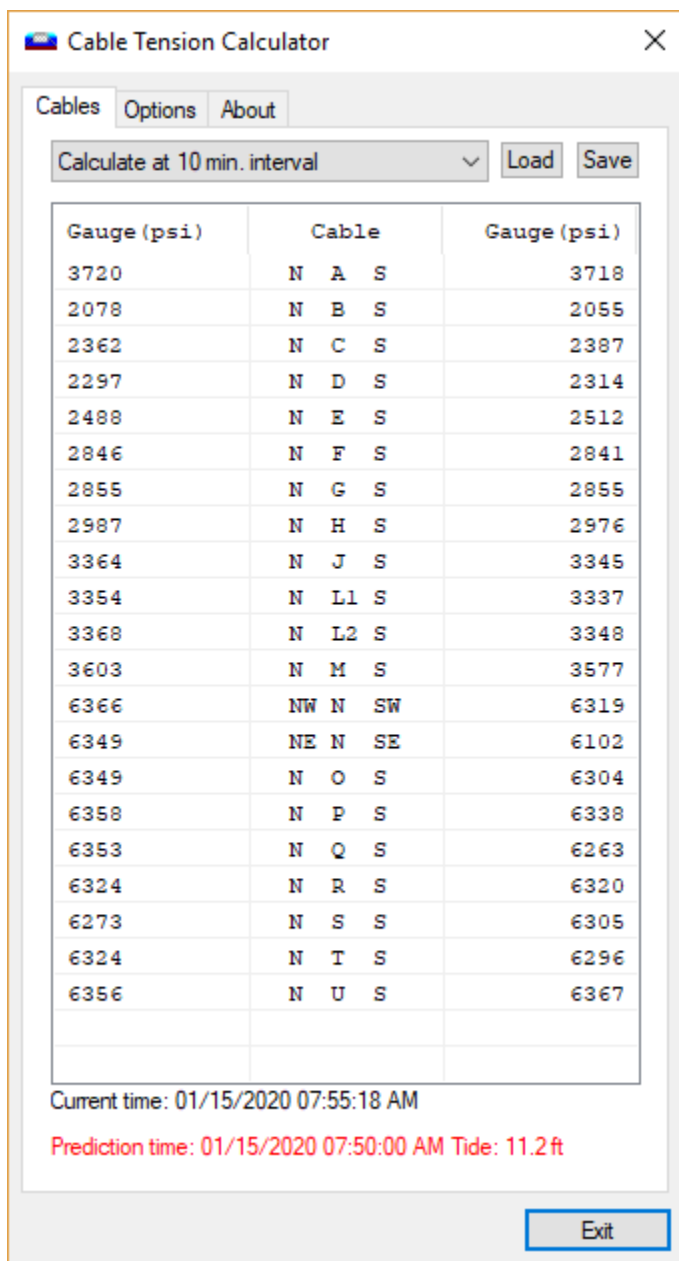 Cable Tension Calculator
Cables Options About
Calculate at 10 min. interval Load Save
Gauge(psi) Cable Gauge(psi)
3720 N A S 3718
2078 N B S 2055
2362 N C S 2387
2297 N D S 2314
2488 N E S 2512
2846 N F S 2841
2855 N G S 2855
2987 N H S 2976
3364 N J S 3345
3354 N L1 S 3337
3368 N L2 S 3348
3603 N M S 3577
6366 NW N SW 6319
6349 NE N SE 6102
6349 N O S 6304
6358 N P S 6338
6353 N Q S 6263
6324 N R S 6320
6273 N S S 6305
6324 N T S 6296
6356 N U S 6367
Current time: 01/15/2020 07:55:18 AM
Prediction time: 01/15/2020 07:50:00 AM Tide: 11.2 ft
Exit